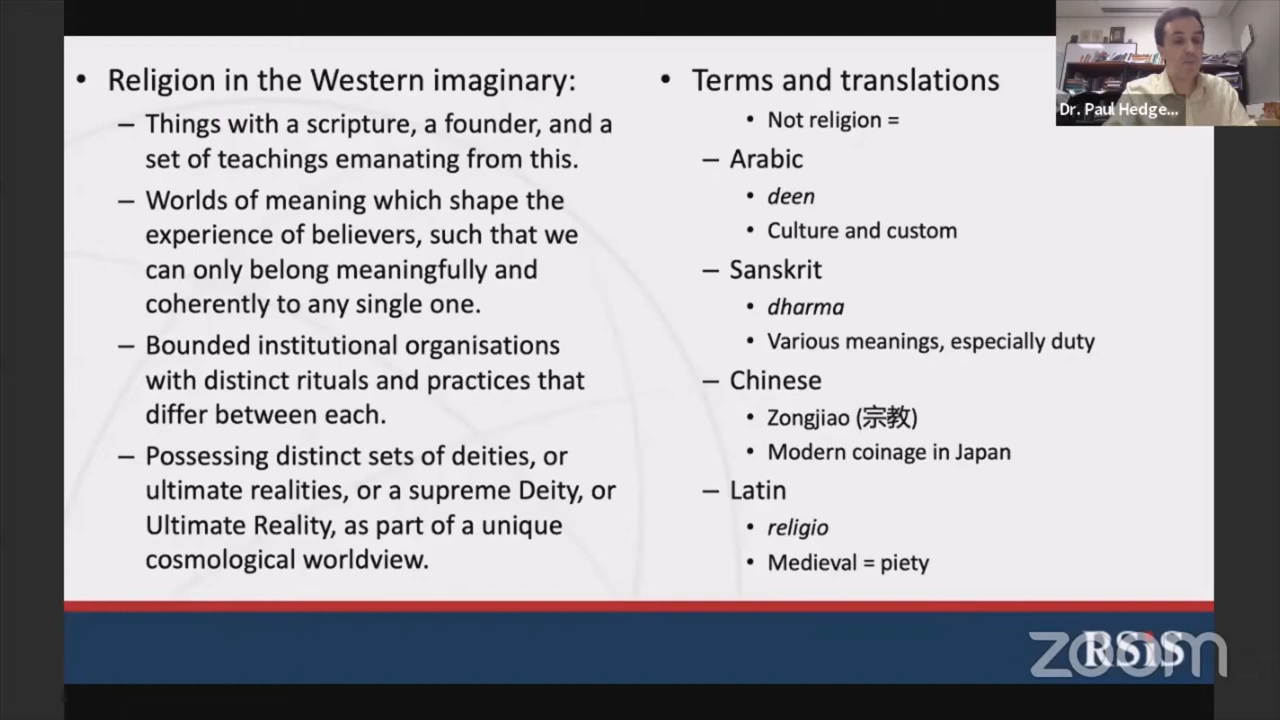 • Religion in the Western imaginary:
– Things with a scripture, a founder, and a
set of teachings emanating from this.
– Worlds of meaning which shape the
experience of believers, such that we
can only belong meaningfully and
coherently to any single one.
– Bounded institutional organisations
with distinct rituals and practices that
differ between each.
– Possessing distinct sets of deities, or
ultimate realities, or a supreme Deity, or
Ultimate Reality, as part of a unique
cosmological worldview.
• Terms and translations
• Not religion =
– Arabic
• deen
• Culture and custom
– Sanskrit
• dharma
• Various meanings, especially duty
– Chinese
• Zongjiao (宗教)
• Modern coinage in Japan
– Latin
• religio
• Medieval = piety
Dr. Paul Hedge...
RSiS
zoom